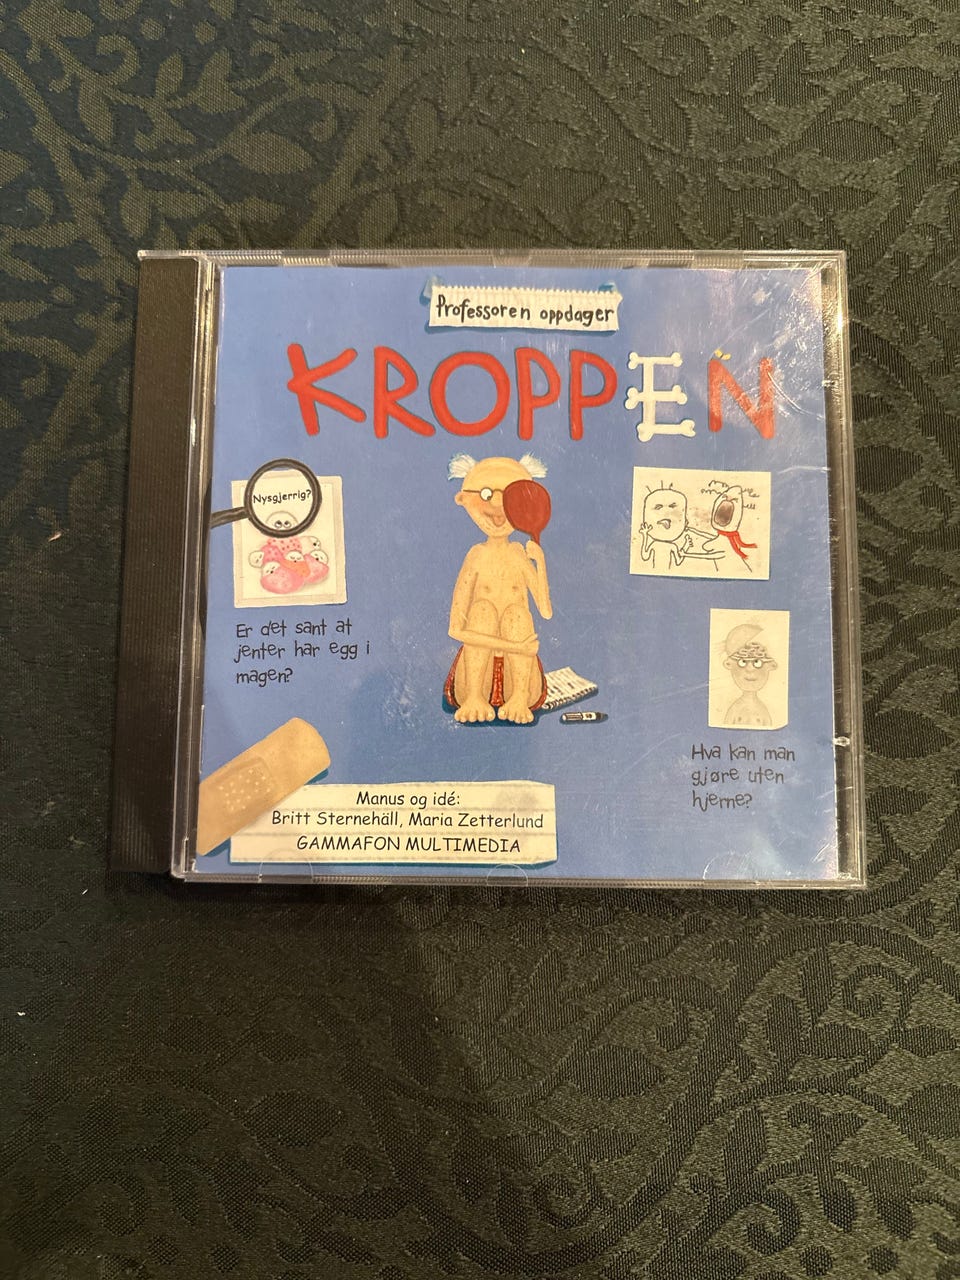 Professoren oppdager
KROPPEN
Nysgjerrig?
Er det sant at
jenter har egg i
magen?
Hva kan man
gjøre uten
hjerne?
Manus og idé:
Britt Sternehäll, Maria Zetterlund
GAMMAFON MULTIMEDIA